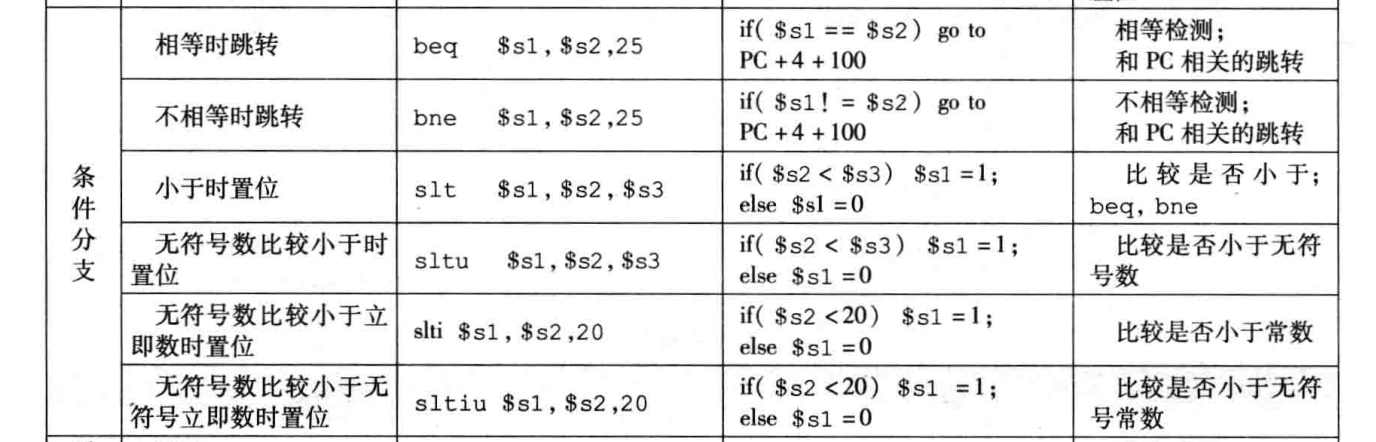 条件分支
相等时跳转
beq $s1,$s2,25
if( $s1 == $s2) go to
PC +4 +100
相等检测;
和 PC 相关的跳转
不相等时跳转
bne $s1,$s2,25
if( $s1! = $s2) go to
PC +4 +100
不相等检测;
和 PC 相关的跳转
小于时置位
slt $s1,$s2,$s3
if( $s2 < $s3) $s1 =1;
else $s1 =0
比较是否小于;
beq, bne
无符号数比较小于时
置位
sltu $s1,$s2,$s3
if( $s2 < $s3) $s1 =1;
else $s1 =0
比较是否小于无符
号数
无符号数比较小于立
即数时置位
slti $s1,$s2,20
if( $s2 <20) $s1 =1;
else $s1 =0
比较是否小于常数
无符号数比较小于无
符号立即数时置位
sltiu $s1,$s2,20
if( $s2 <20) $s1 =1;
else $s1 =0
比较是否小于无符
号常数